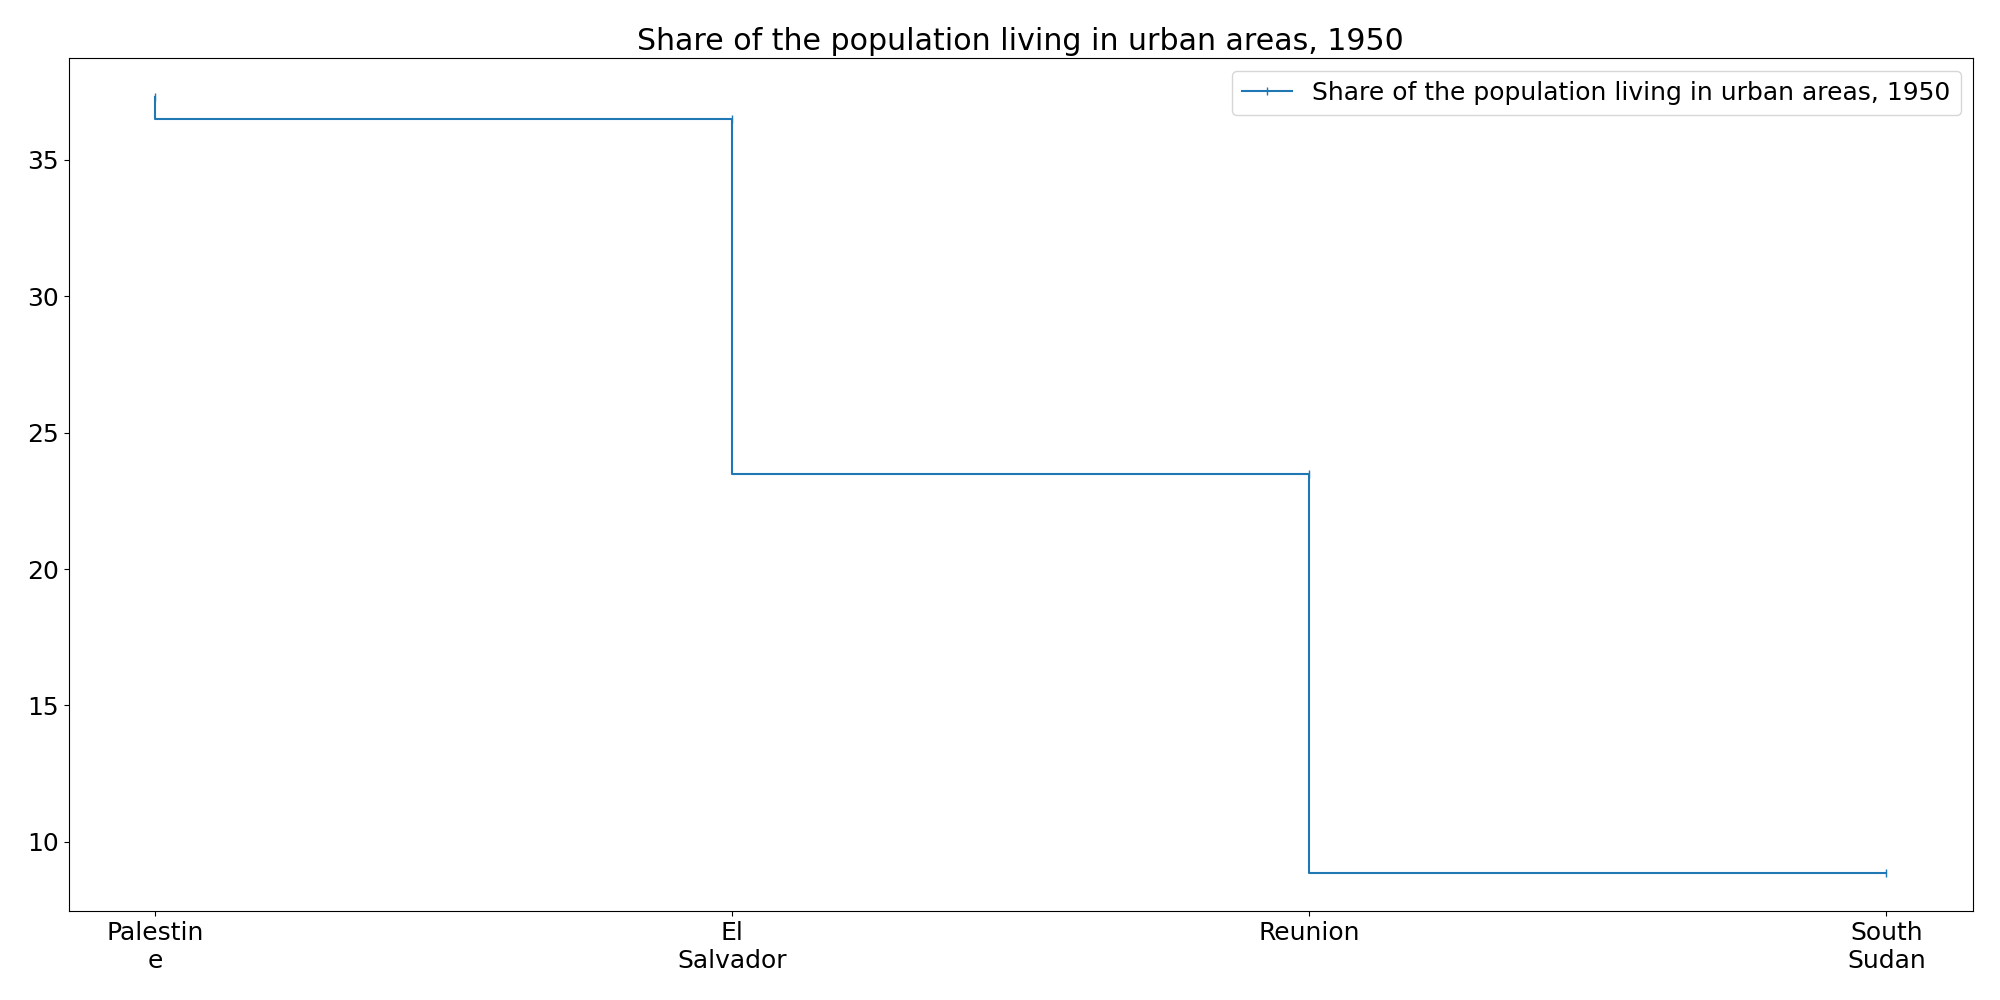 Share of the population living in urban areas, 1950
Share of the population living in urban areas, 1950
35
30
25
20
15
10
Palestin
e
El
Salvador
Reunion
South
Sudan